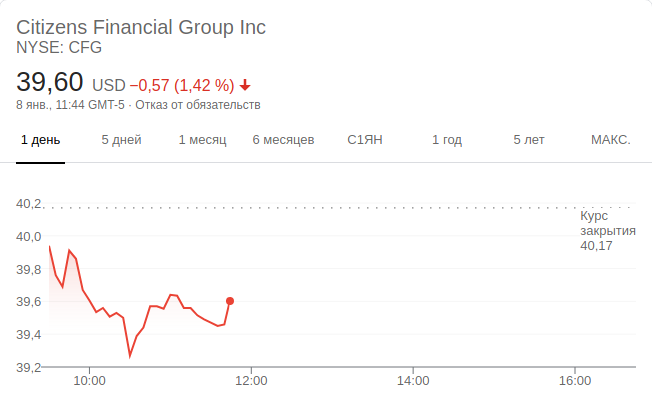 Citizens Financial Group Inc
NYSE: CFG
39,60 USD −0,57 (1,42 %)
8 янв., 11:44 GMT-5 · Отказ от обязательств
1 день 5 дней 1 месяц 6 месяцев С1ЯН 1 год 5 лет МАКС.
40,2
40,0
39,8
39,6
39,4
39,2
Курс
закрытия
40,17
10:00 12:00 14:00 16:00